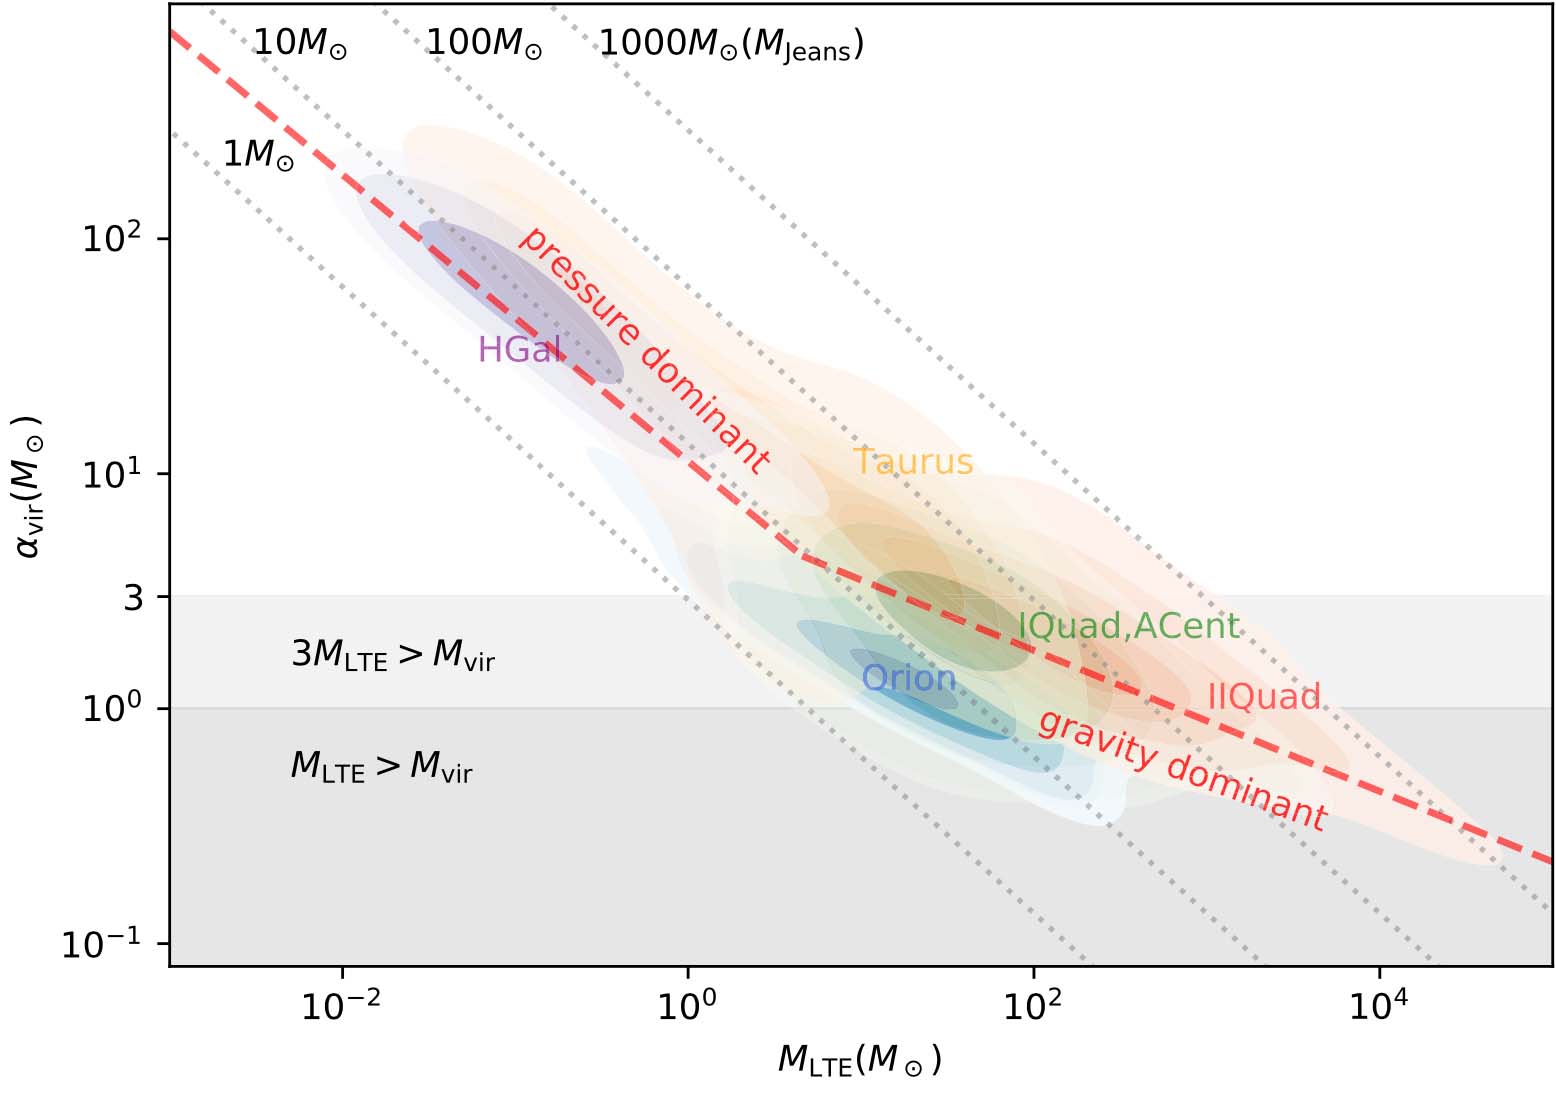 10M⊙
100M⊙
1000M⊙(MJeans)
1M⊙
10²
pressure dominant
HGal
Taurus
10¹
αvir(M⊙)
3
IQuad,ACent
3MLTE > Mvir
Orion
IIQuad
10⁰
gravity dominant
MLTE > Mvir
10⁻¹
10⁻²
10⁰
10²
10⁴
MLTE(M⊙)